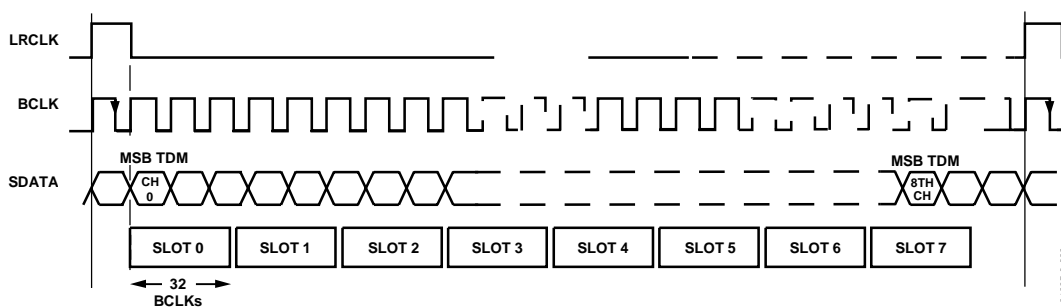 LRCLK
BCLK
MSB TDM
MSB TDM
SDATA
CH
0
8TH
CH
SLOT 0
SLOT 1
SLOT 2
SLOT 3
SLOT 4
SLOT 5
SLOT 6
SLOT 7
32
BCLKs